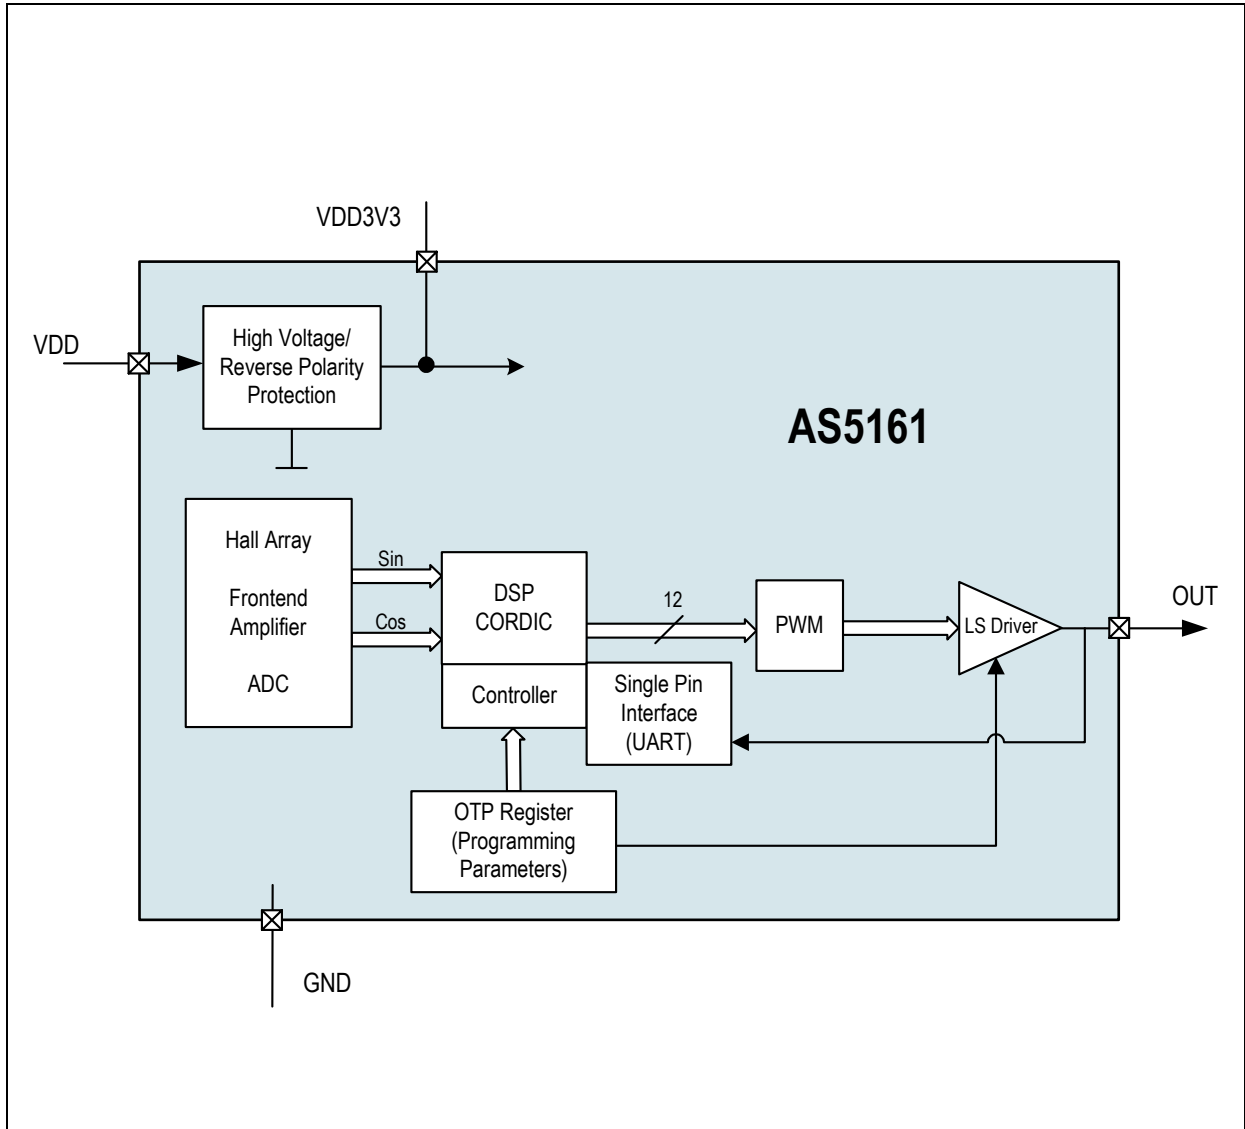 VDD3V3
VDD
High Voltage/
Reverse Polarity
Protection
AS5161
Hall Array
Frontend
Amplifier
ADC
Sin
Cos
DSP
CORDIC
Controller
12
PWM
LS Driver
OUT
Single Pin
Interface
(UART)
OTP Register
(Programming
Parameters)
GND